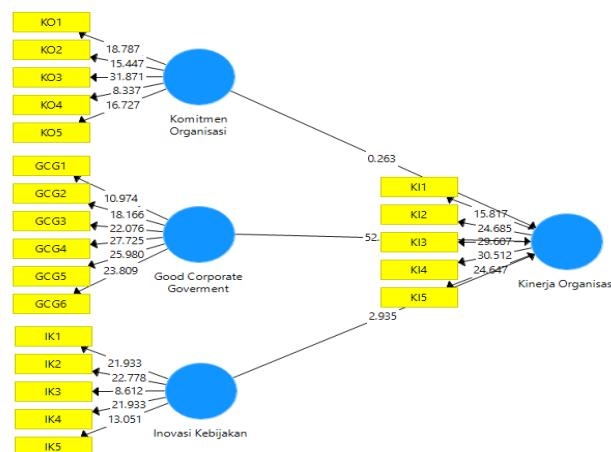 KO1
KO2
KO3
KO4
KO5
18.787
15.447
31.871
8.337
16.727
Komitmen
Organisasi
0.263
GCG1
GCG2
GCG3
GCG4
GCG5
GCG6
10.974
18.166
22.076
27.725
25.980
23.809
Good Corporate
Goverment
52.
KI1
KI2
KI3
KI4
KI5
15.817
24.685
29.607
30.512
24.647
Kinerja Organisas
2.935
IK1
IK2
IK3
IK4
IK5
21.933
22.778
8.612
21.933
13.051
Inovasi Kebijakan